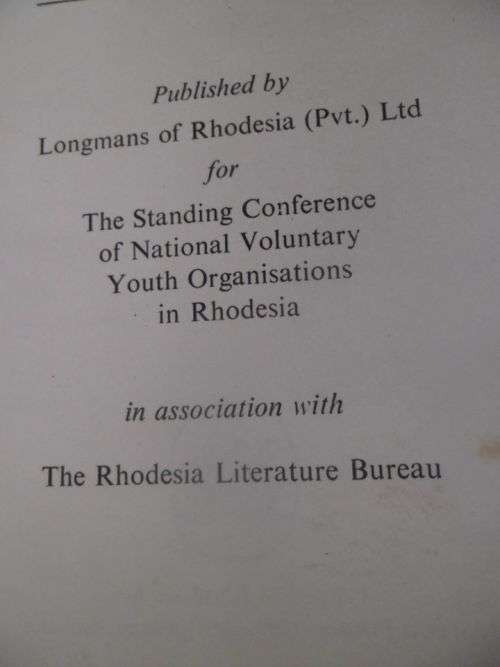 Published by
Longmans of Rhodesia (Pvt.) Ltd
for
The Standing Conference
of National Voluntary
Youth Organisations
in Rhodesia
in association with
The Rhodesia Literature Bureau